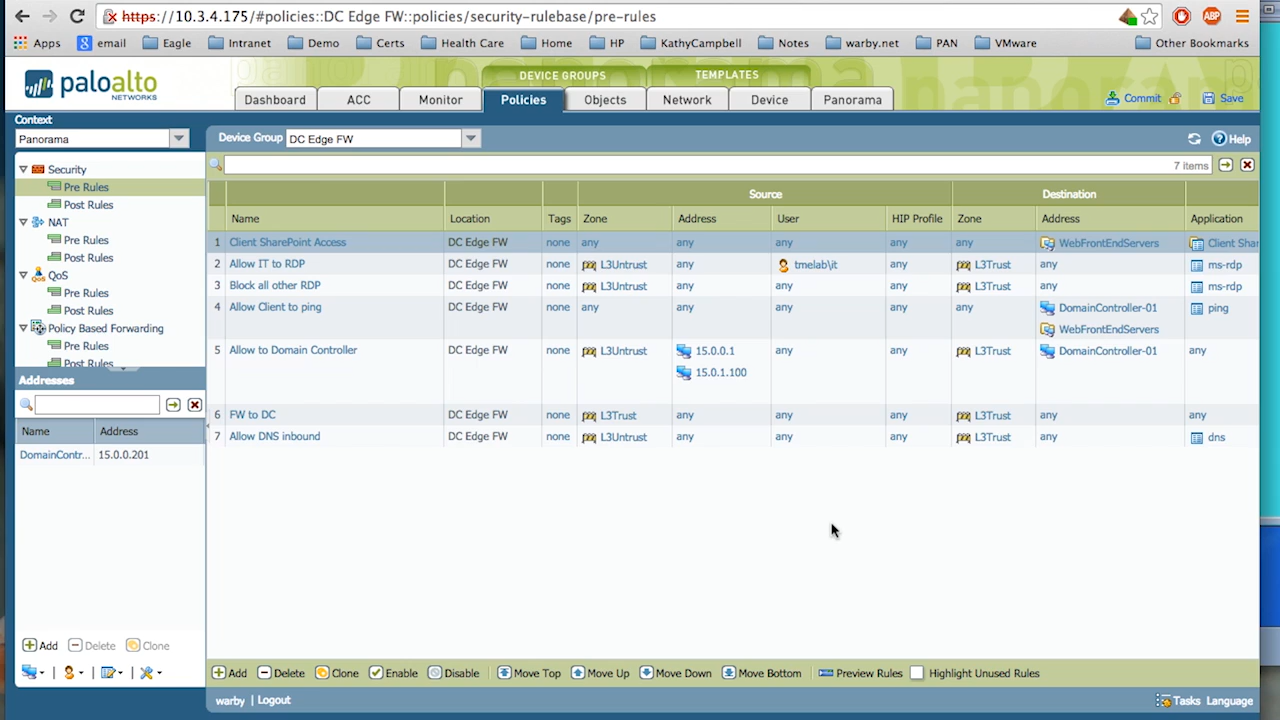 https://10.3.4.175/#policies::DC Edge FW::policies/security-rulebase/pre-rules
Apps email Eagle Intranet Demo Certs Health Care Home HP KathyCampbell Notes warby.net PAN VMware Other Bookmarks
paloalto NETWORKS
DEVICE GROUPS TEMPLATES
Dashboard ACC Monitor Policies Objects Network Device Panorama Commit Save
Context
Panorama
Device Group DC Edge FW Help
7 items
Security
Pre Rules
Post Rules
NAT
Pre Rules
Post Rules
QoS
Pre Rules
Post Rules
Policy Based Forwarding
Pre Rules
Post Rules
Addresses
Name Address
DomainContr... 15.0.0.201
Add Delete Clone
Source Destination
Name Location Tags Zone Address User HIP Profile Zone Address Application
1 Client SharePoint Access DC Edge FW none any any any any any WebFrontEndServers Client Shar
2 Allow IT to RDP DC Edge FW none L3Untrust any tmelab\it any L3Trust any ms-rdp
3 Block all other RDP DC Edge FW none L3Untrust any any any L3Trust any ms-rdp
4 Allow Client to ping DC Edge FW none any any any any any DomainController-01 ping
WebFrontEndServers
5 Allow to Domain Controller DC Edge FW none L3Untrust 15.0.0.1 any any L3Trust DomainController-01 any
15.0.1.100
6 FW to DC DC Edge FW none L3Trust any any any L3Trust any any
7 Allow DNS inbound DC Edge FW none L3Untrust any any any L3Trust any dns
Add Delete Clone Enable Disable Move Top Move Up Move Down Move Bottom Preview Rules Highlight Unused Rules
warby | Logout Tasks Language